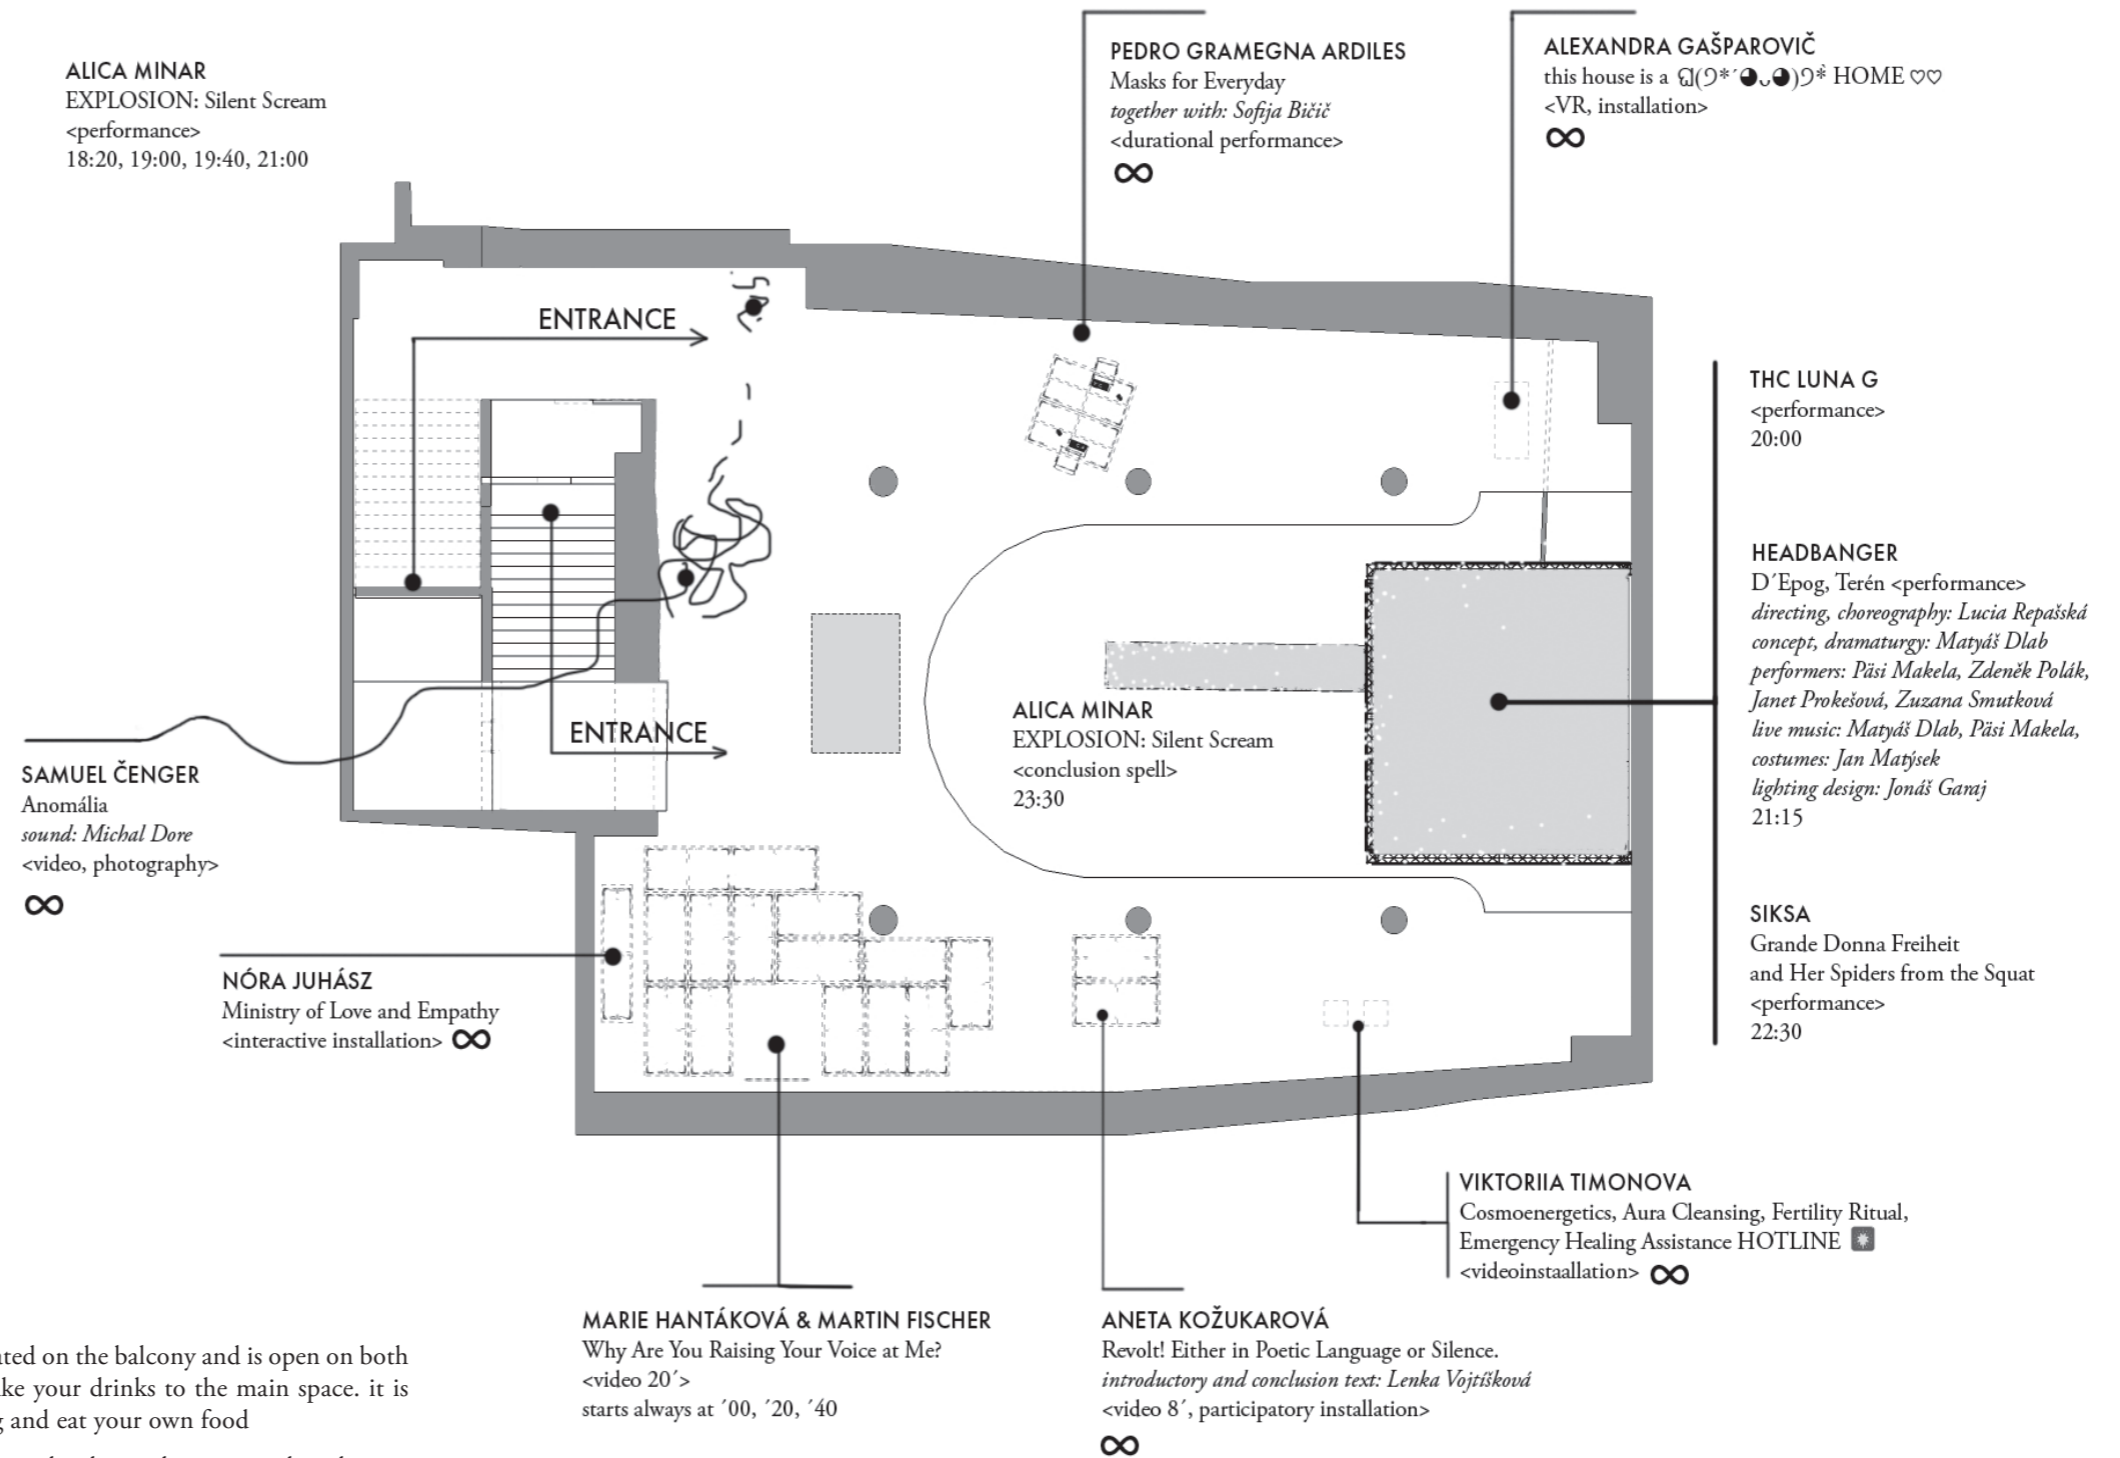 ALICA MINAR
EXPLOSION: Silent Scream
<performance>
18:20, 19:00, 19:40, 21:00
PEDRO GRAMEGNA ARDILES
Masks for Everyday
together with: Sofija Bičič
<durational performance>
∞
ALEXANDRA GAŠPAROVIČ
this house is a HOME ♡♡
<VR, installation>
∞
ENTRANCE
ENTRANCE
THC LUNA G
<performance>
20:00
HEADBANGER
D´Epog, Terén <performance>
directing, choreography: Lucia Repašská
concept, dramaturgy: Matyáš Dlab
performers: Päsi Makela, Zdeněk Polák,
Janet Prokešová, Zuzana Smutková
live music: Matyáš Dlab, Päsi Makela,
costumes: Jan Matýsek
lighting design: Jonáš Garaj
21:15
SIKSA
Grande Donna Freiheit
and Her Spiders from the Squat
<performance>
22:30
ALICA MINAR
EXPLOSION: Silent Scream
<conclusion spell>
23:30
SAMUEL ČENGER
Anomália
sound: Michal Dore
<video, photography>
∞
NÓRA JUHÁSZ
Ministry of Love and Empathy
<interactive installation> ∞
VIKTORIIA TIMONOVA
Cosmoenergetics, Aura Cleansing, Fertility Ritual,
Emergency Healing Assistance HOTLINE
<videoinstaallation> ∞
MARIE HANTÁKOVÁ & MARTIN FISCHER
Why Are You Raising Your Voice at Me?
<video 20´>
starts always at ´00, ´20, ´40
ANETA KOŽUKAROVÁ
Revolt! Either in Poetic Language or Silence.
introductory and conclusion text: Lenka Vojtíšková
<video 8´, participatory installation>
∞
on the balcony and is open on both
your drinks to the main space. it is
and eat your own food